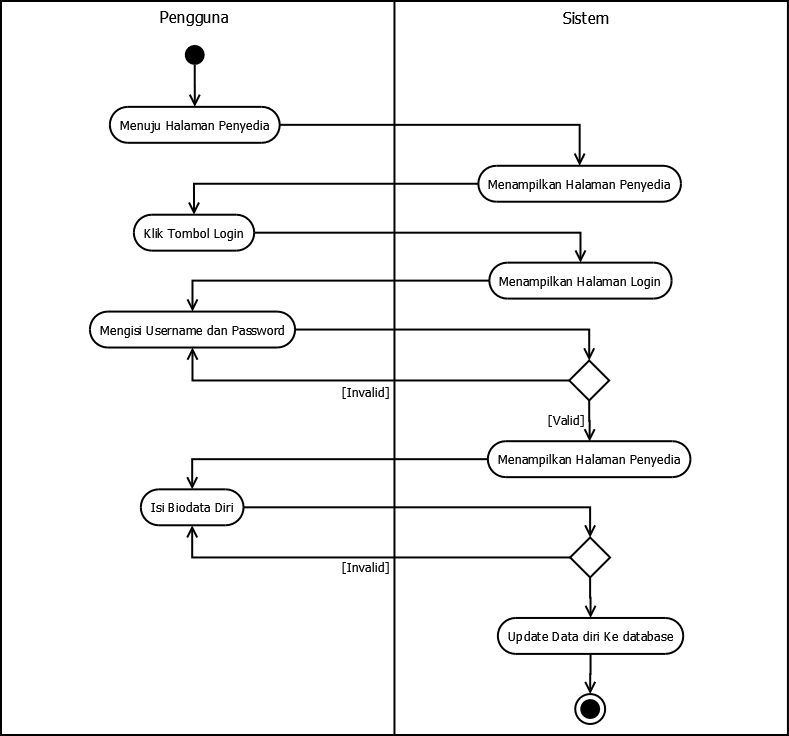 Pengguna
Sistem
Menuju Halaman Penyedia
Menampilkan Halaman Penyedia
Klik Tombol Login
Menampilkan Halaman Login
Mengisi Username dan Password
[Invalid]
[Valid]
Menampilkan Halaman Penyedia
Isi Biodata Diri
[Invalid]
Update Data diri Ke database